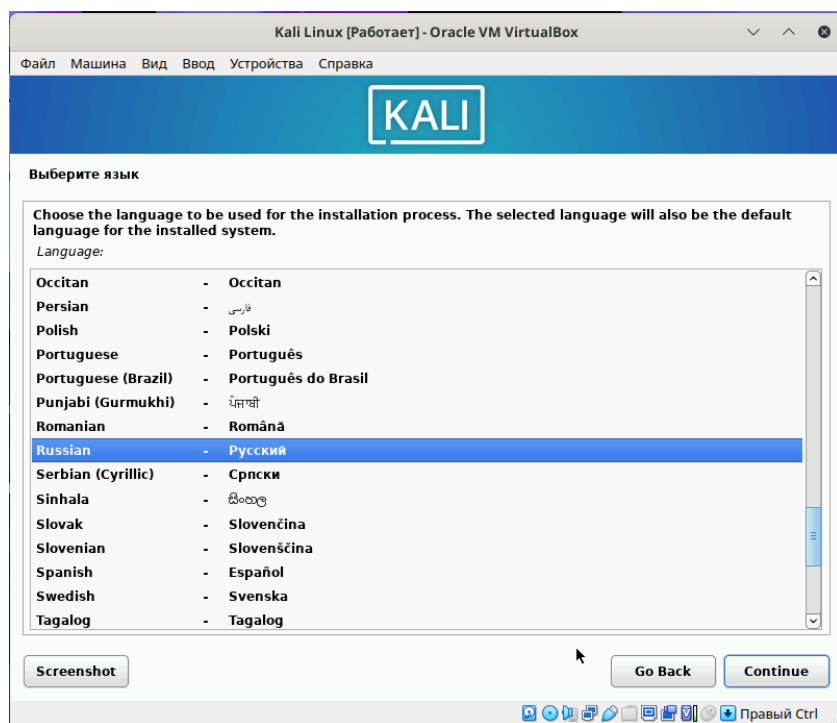 Kali Linux [Работает] - Oracle VM VirtualBox
Файл Машина Вид Ввод Устройства Справка
KALI
Выберите язык
Choose the language to be used for the installation process. The selected language will also be the default
language for the installed system.
Language:
Occitan - Occitan
Persian - فارسی
Polish - Polski
Portuguese - Português
Portuguese (Brazil) - Português do Brasil
Punjabi (Gurmukhi) - ਪੰਜਾਬੀ
Romanian - Română
Russian - Русский
Serbian (Cyrillic) - Српски
Sinhala - සිංහල
Slovak - Slovenčina
Slovenian - Slovenščina
Spanish - Español
Swedish - Svenska
Tagalog - Tagalog
Screenshot Go Back Continue
Правый Ctrl